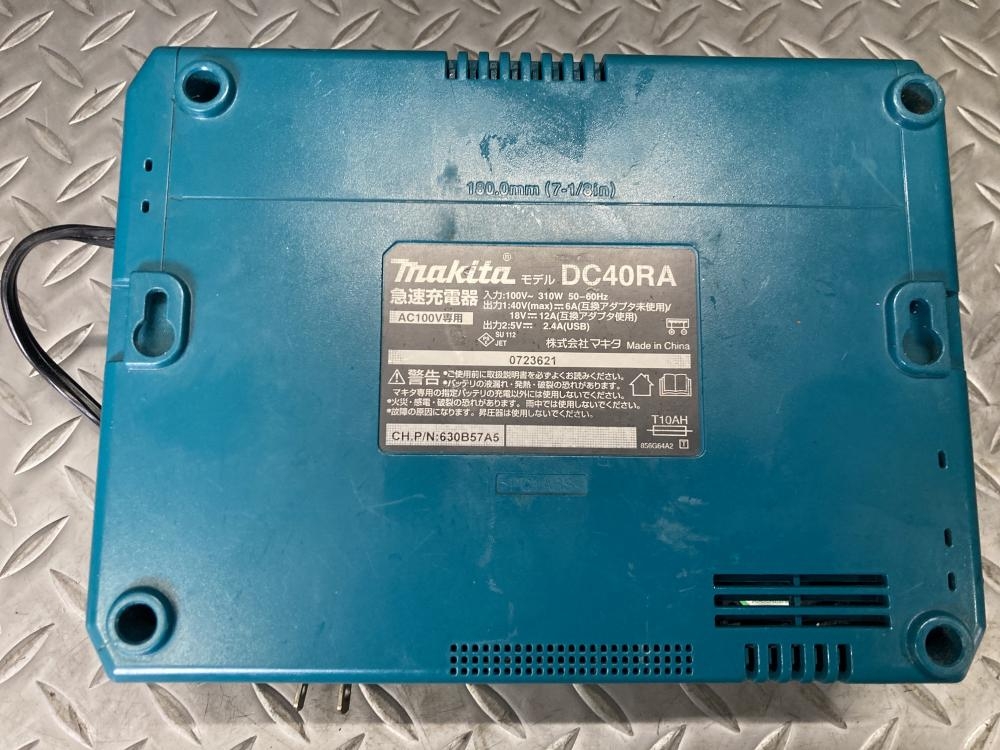 180.0mm (7-1/8in)
makita® モデル DC40RA
急速充電器
AC100V専用
入力:100V~ 310W 50-60Hz
出力1:40V(max)⎓6A(互換アダプタ未使用)/
18V⎓12A(互換アダプタ使用)
出力2:5V⎓ 2.4A(USB)
PS E SU 112
JET
株式会社マキタ Made in China
0723621
⚠警告 •ご使用前に取扱説明書を必ずよくお読みください。
•バッテリの液漏れ・発熱・破裂の恐れがあります。
マキタ専用の指定バッテリの充電以外には使用しないでください。
•火災・感電・破裂の恐れあり。雨中では使用しないでください。
•故障の原因になります。昇圧器は使用しないでください。
T10AH
CH.P/N:630B57A5
856G64A2 T
>PC+ABS<